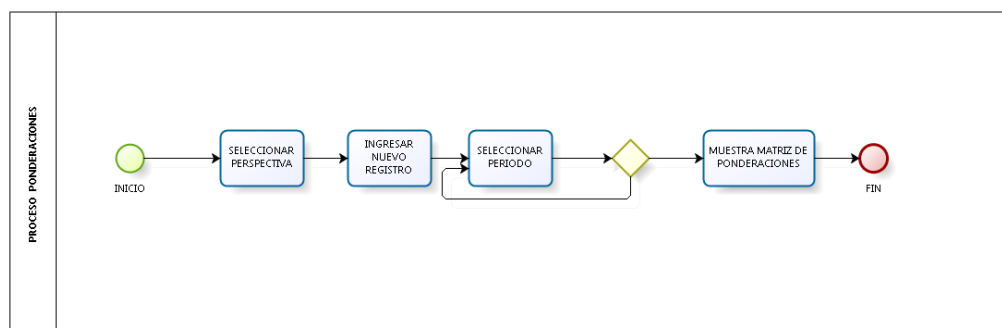 PROCESO PONDERACIONES
INICIO
SELECCIONAR
PERSPECTIVA
INGRESAR
NUEVO
REGISTRO
SELECCIONAR
PERIODO
MUESTRA MATRIZ DE
PONDERACIONES
FIN